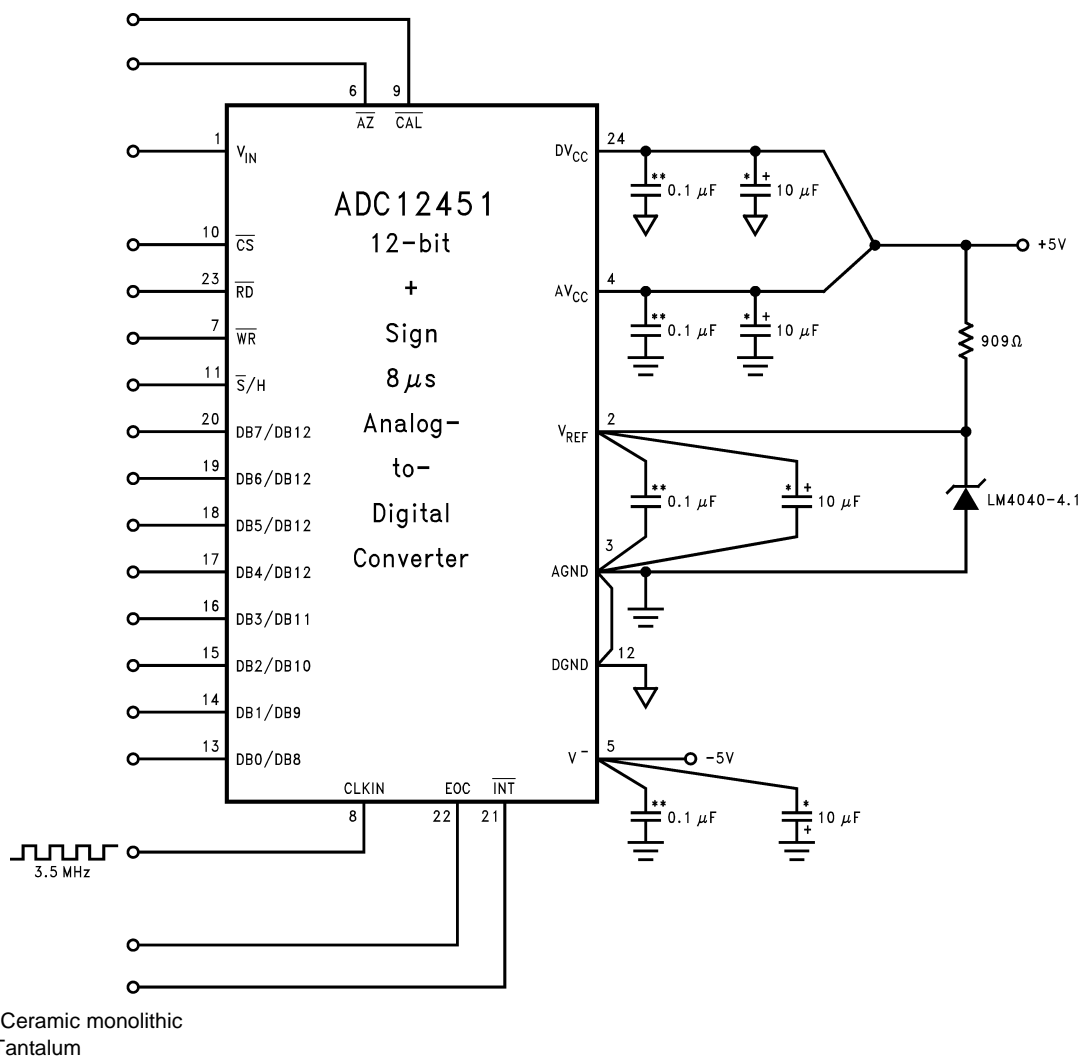 6
9
AZ
CAL
1
VIN
10
CS
23
RD
7
WR
11
S/H
20
DB7/DB12
19
DB6/DB12
18
DB5/DB12
17
DB4/DB12
16
DB3/DB11
15
DB2/DB10
14
DB1/DB9
13
DB0/DB8
ADC12451
12-bit
+
Sign
8 μs
Analog-
to-
Digital
Converter
DVCC
24
** 0.1 μF
* + 10 μF
+5V
AVCC
4
** 0.1 μF
* + 10 μF
909Ω
VREF
2
** 0.1 μF
* + 10 μF
LM4040-4.1
AGND
3
DGND
12
V-
5
-5V
** 0.1 μF
* + 10 μF
CLKIN
EOC
INT
8
22
21
3.5 MHz
Ceramic monolithic
Tantalum